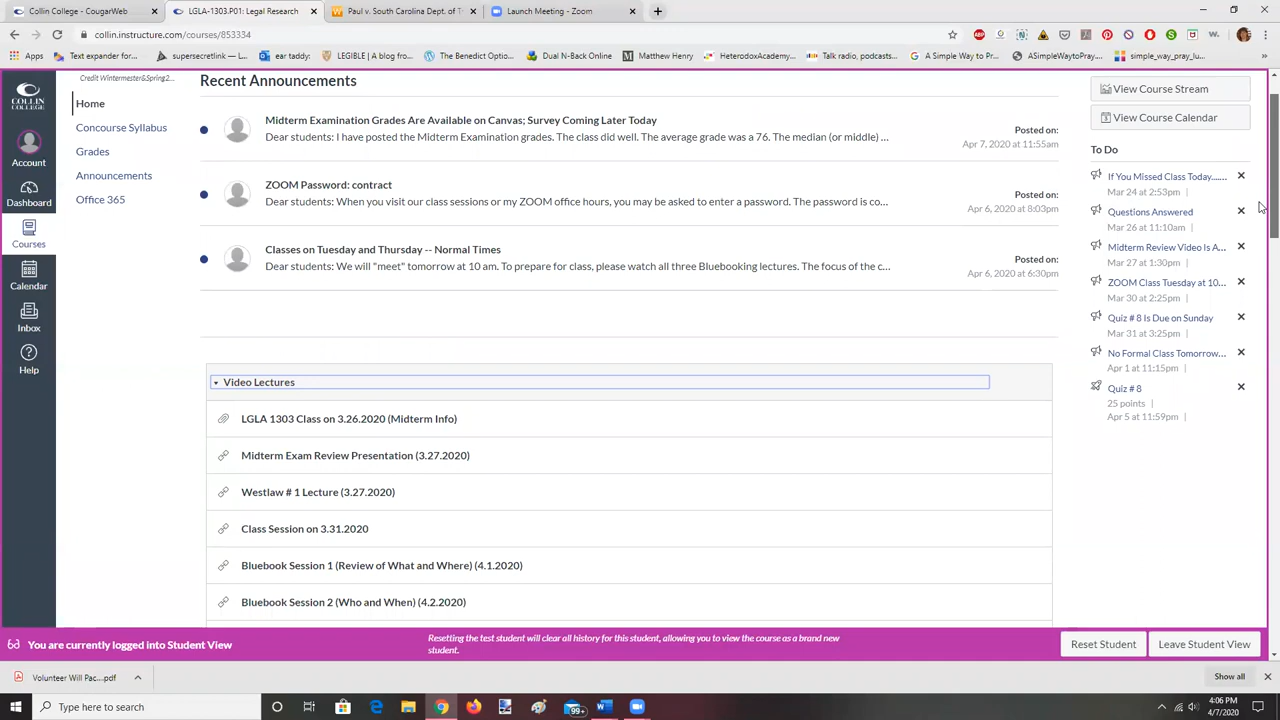 Collin College - CougarWeb
LGLA-1303.P01: Legal Research
Paul v. South Carolina Dept. of T
Launch Meeting - Zoom
collin.instructure.com/courses/853334
Apps
Text expander for...
supersecretlink — 1
ear taddy:
LEGIBLE | A blog fro...
The Benedict Option...
Dual N-Back Online
Matthew Henry
HeterodoxAcademy...
Talk radio, podcasts...
A Simple Way to Pr...
ASimpleWaytoPray...
simple_way_pray_lu...
COLLIN
COLLEGE
Account
Dashboard
Courses
Calendar
Inbox
Help
Credit Wintermester&Spring2...
Home
Concourse Syllabus
Grades
Announcements
Office 365
Recent Announcements
Midterm Examination Grades Are Available on Canvas; Survey Coming Later Today
Dear students: I have posted the Midterm Examination grades. The class did well. The average grade was a 76. The median (or middle) ...
Posted on:
Apr 7, 2020 at 11:55am
ZOOM Password: contract
Dear students: When you visit our class sessions or my ZOOM office hours, you may be asked to enter a password. The password is co...
Posted on:
Apr 6, 2020 at 8:03pm
Classes on Tuesday and Thursday -- Normal Times
Dear students: We will "meet" tomorrow at 10 am. To prepare for class, please watch all three Bluebooking lectures. The focus of the c...
Posted on:
Apr 6, 2020 at 6:30pm
Video Lectures
LGLA 1303 Class on 3.26.2020 (Midterm Info)
Midterm Exam Review Presentation (3.27.2020)
Westlaw # 1 Lecture (3.27.2020)
Class Session on 3.31.2020
Bluebook Session 1 (Review of What and Where) (4.1.2020)
Bluebook Session 2 (Who and When) (4.2.2020)
View Course Stream
View Course Calendar
To Do
If You Missed Class Today.......
Mar 24 at 2:53pm |
Questions Answered
Mar 26 at 11:10am |
Midterm Review Video Is A...
Mar 27 at 1:30pm |
ZOOM Class Tuesday at 10...
Mar 30 at 2:25pm |
Quiz # 8 Is Due on Sunday
Mar 31 at 3:25pm |
No Formal Class Tomorrow...
Apr 1 at 11:15pm |
Quiz # 8
25 points |
Apr 5 at 11:59pm |
You are currently logged into Student View
Resetting the test student will clear all history for this student, allowing you to view the course as a brand new
student.
Reset Student
Leave Student View
Volunteer Will Pac....pdf
Show all
Type here to search
99+
4:06 PM
4/7/2020